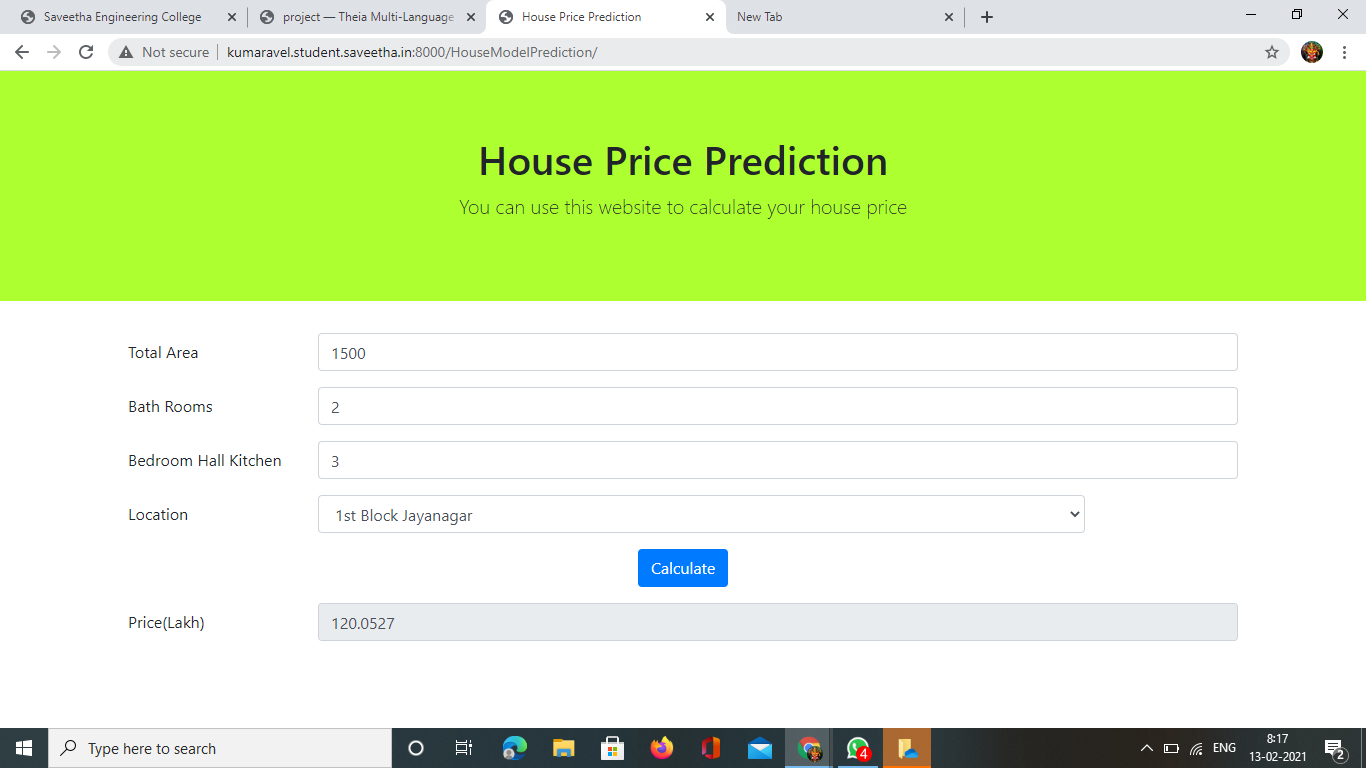 Saveetha Engineering College
project — Theia Multi-Language
House Price Prediction
New Tab
Not secure
kumaravel.student.saveetha.in:8000/HouseModelPrediction/
House Price Prediction
You can use this website to calculate your house price
Total Area
1500
Bath Rooms
2
Bedroom Hall Kitchen
3
Location
1st Block Jayanagar
Calculate
Price(Lakh)
120.0527
Type here to search
4
ENG
8:17
13-02-2021
2